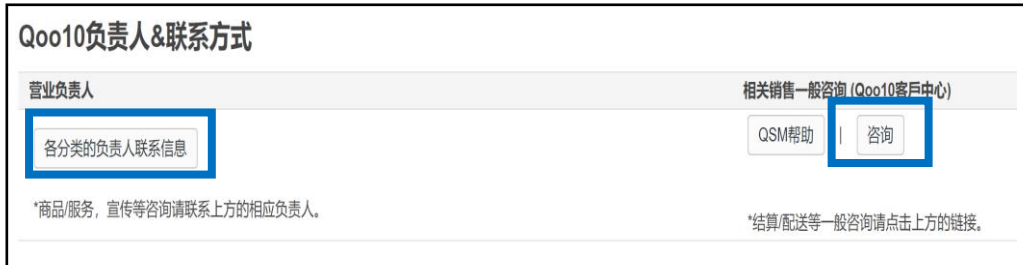 Qoo10负责人&联系方式
营业负责人
相关销售一般咨询 (Qoo10客戶中心)
各分类的负责人联系信息
QSM帮助 | 咨询
*商品/服务，宣传等咨询请联系上方的相应负责人。
*结算/配送等一般咨询请点击上方的链接。